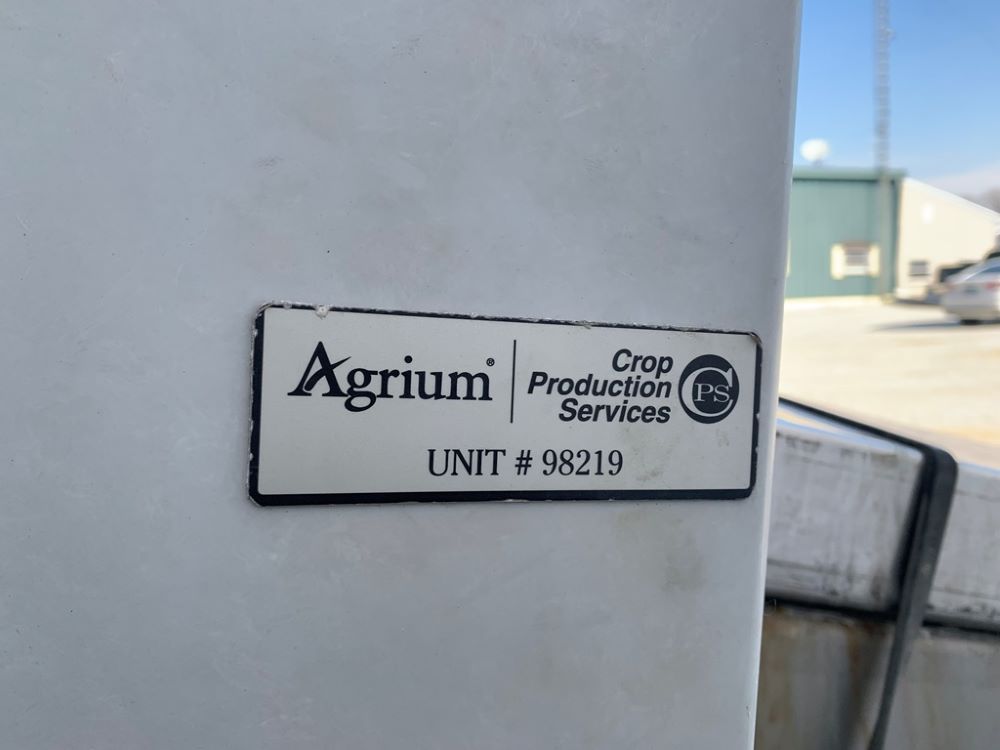 Agrium®
Crop
Production
Services
CPS
UNIT # 98219